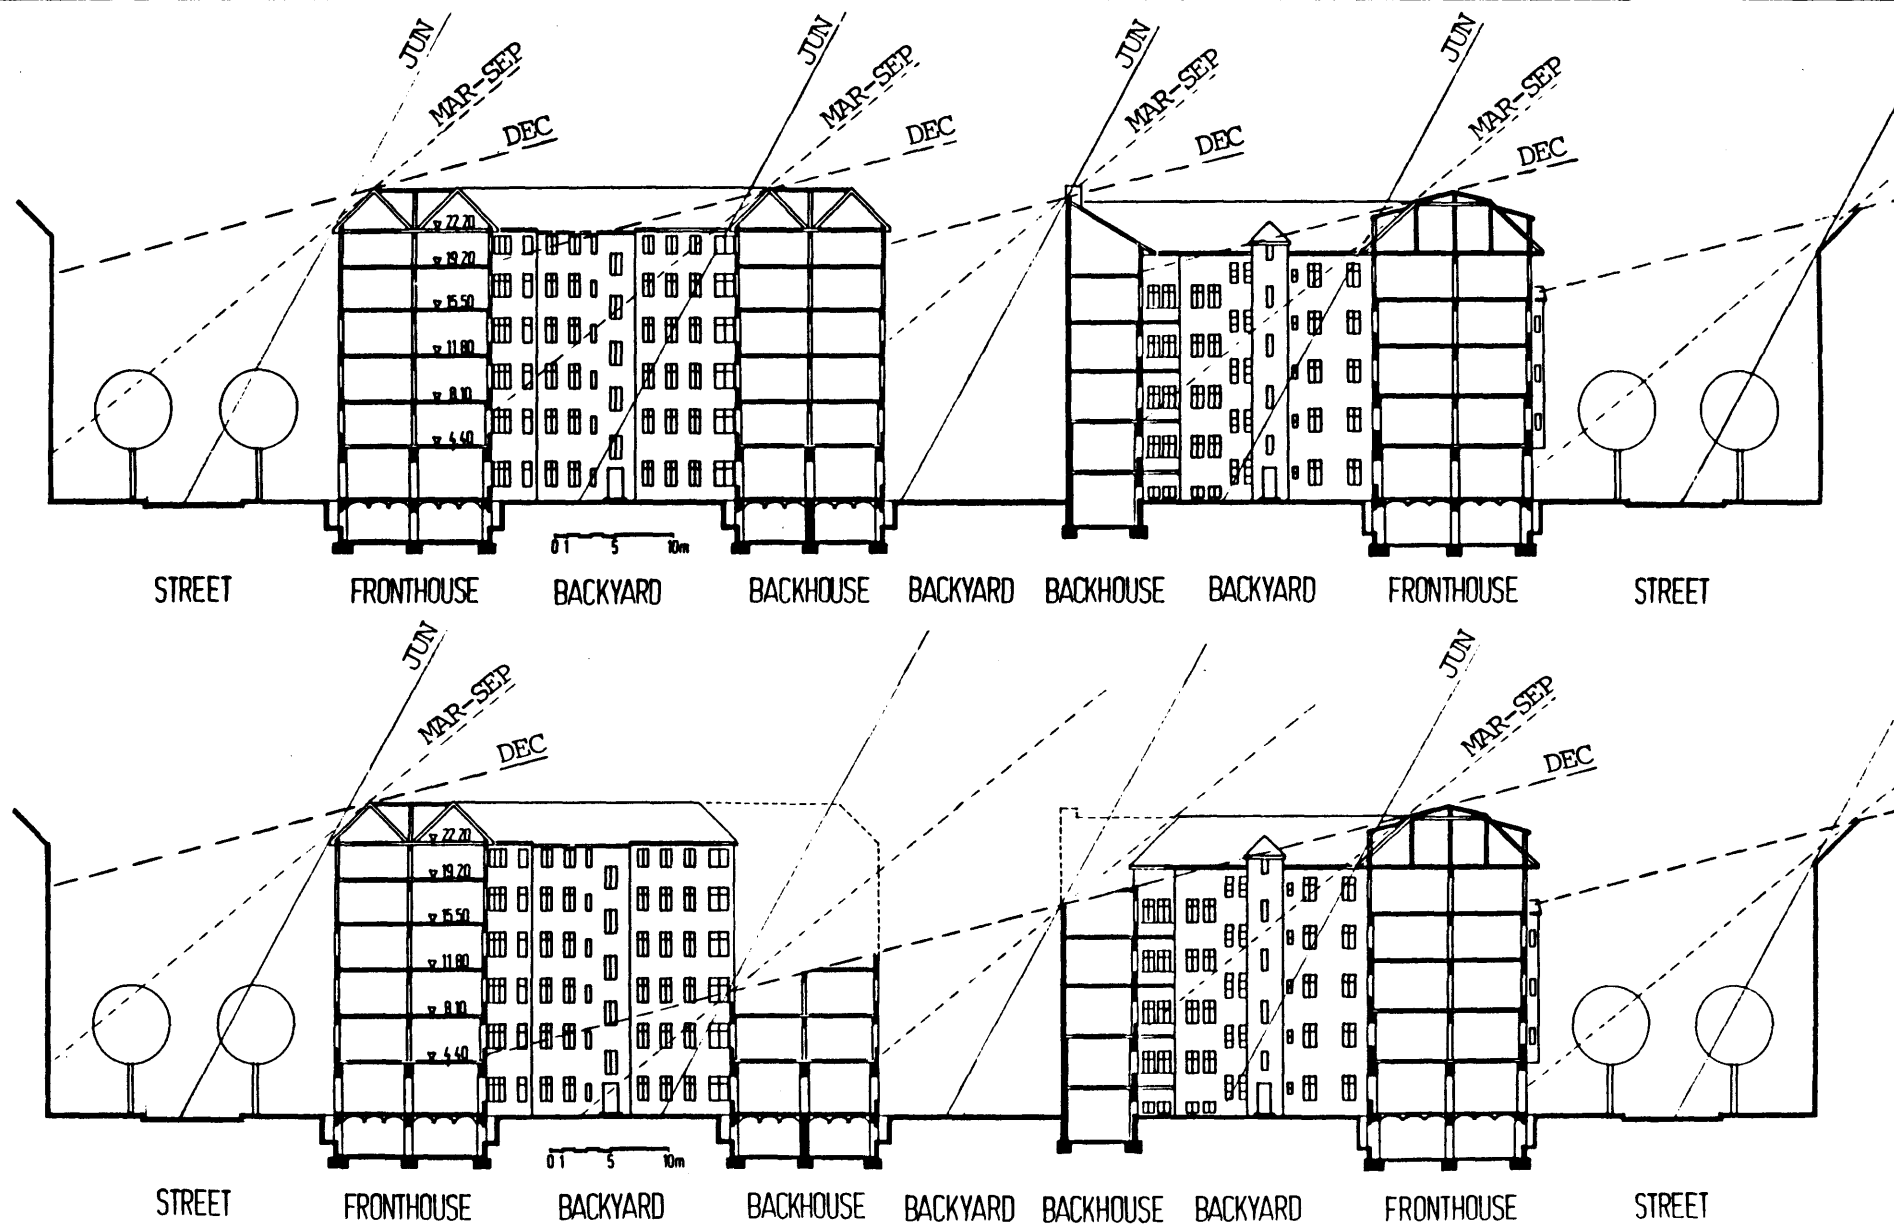 JUN JUN JUN JUN
MAR-SEP MAR-SEP MAR-SEP MAR-SEP
DEC DEC DEC DEC
22.20
19.20
15.50
11.80
8.10
4.40
0 1 5 10m
STREET FRONTHOUSE BACKYARD BACKHOUSE BACKYARD BACKHOUSE BACKYARD FRONTHOUSE STREET
JUN JUN
MAR-SEP MAR-SEP
DEC DEC
22.20
19.20
15.50
11.80
8.10
4.40
0 1 5 10m
STREET FRONTHOUSE BACKYARD BACKHOUSE BACKYARD BACKHOUSE BACKYARD FRONTHOUSE STREET